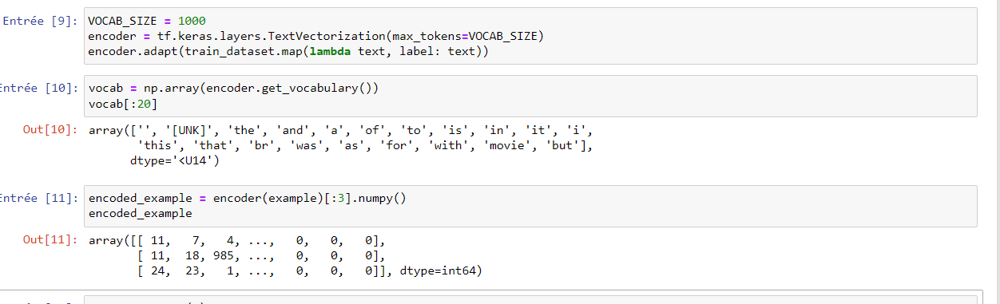 Entrée [9]: VOCAB_SIZE = 1000
encoder = tf.keras.layers.TextVectorization(max_tokens=VOCAB_SIZE)
encoder.adapt(train_dataset.map(lambda text, label: text))
Entrée [10]: vocab = np.array(encoder.get_vocabulary())
vocab[:20]
Out[10]: array(['', '[UNK]', 'the', 'and', 'a', 'of', 'to', 'is', 'in', 'it', 'i',
'this', 'that', 'br', 'was', 'as', 'for', 'with', 'movie', 'but'],
dtype='<U14')
Entrée [11]: encoded_example = encoder(example)[:3].numpy()
encoded_example
Out[11]: array([[ 11, 7, 4, ..., 0, 0, 0],
[ 11, 18, 985, ..., 0, 0, 0],
[ 24, 23, 1, ..., 0, 0, 0]], dtype=int64)